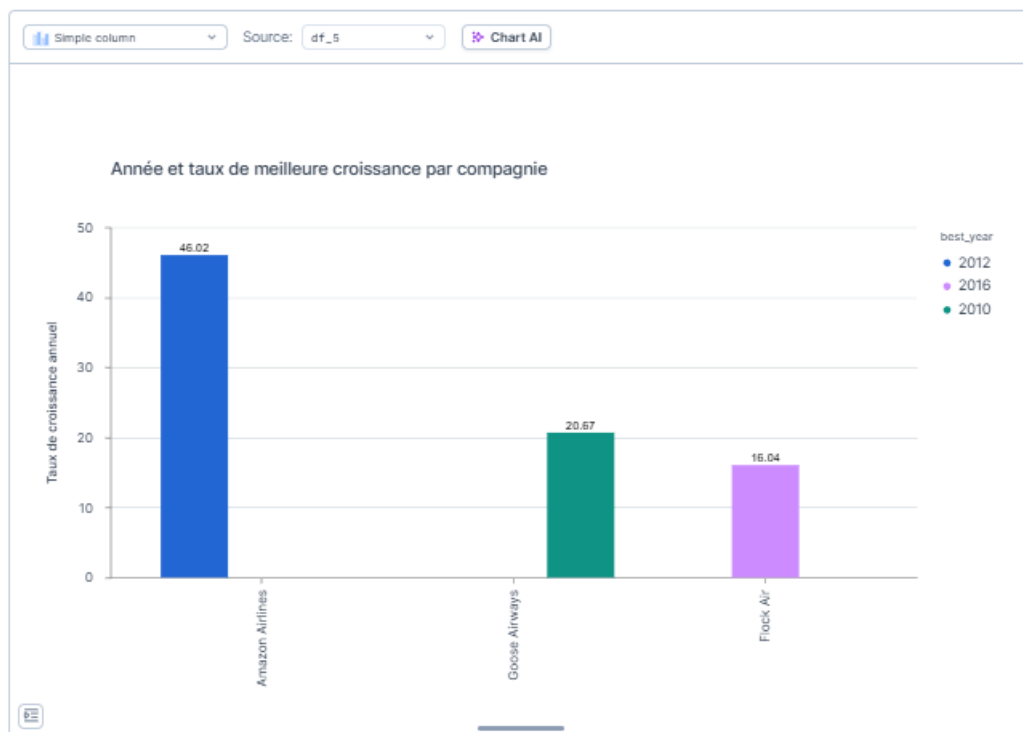 Simple column Source: df_5 Chart AI
Année et taux de meilleure croissance par compagnie
Taux de croissance annuel
50
40
30
20
10
0
46.02
20.67
16.04
Amazon Airlines
Goose Airways
Flock Air
best_year
2012
2016
2010